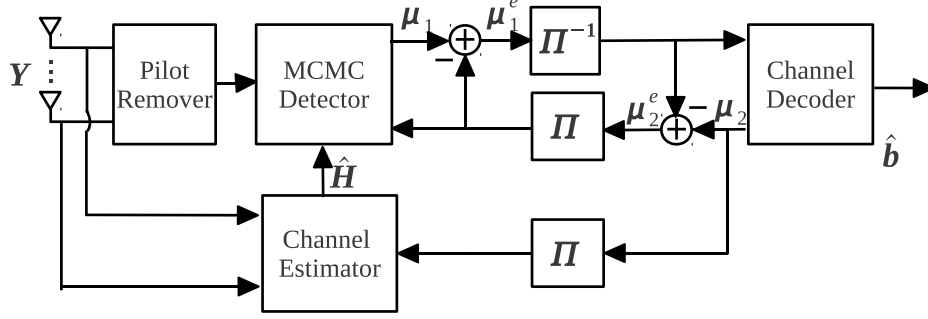 Y
Pilot
Remover
MCMC
Detector
μ₁
μ₁ᵉ
Π⁻¹
Channel
Decoder
Π
μ₂ᵉ
μ₂
b̂
Ĥ
Channel
Estimator
Π